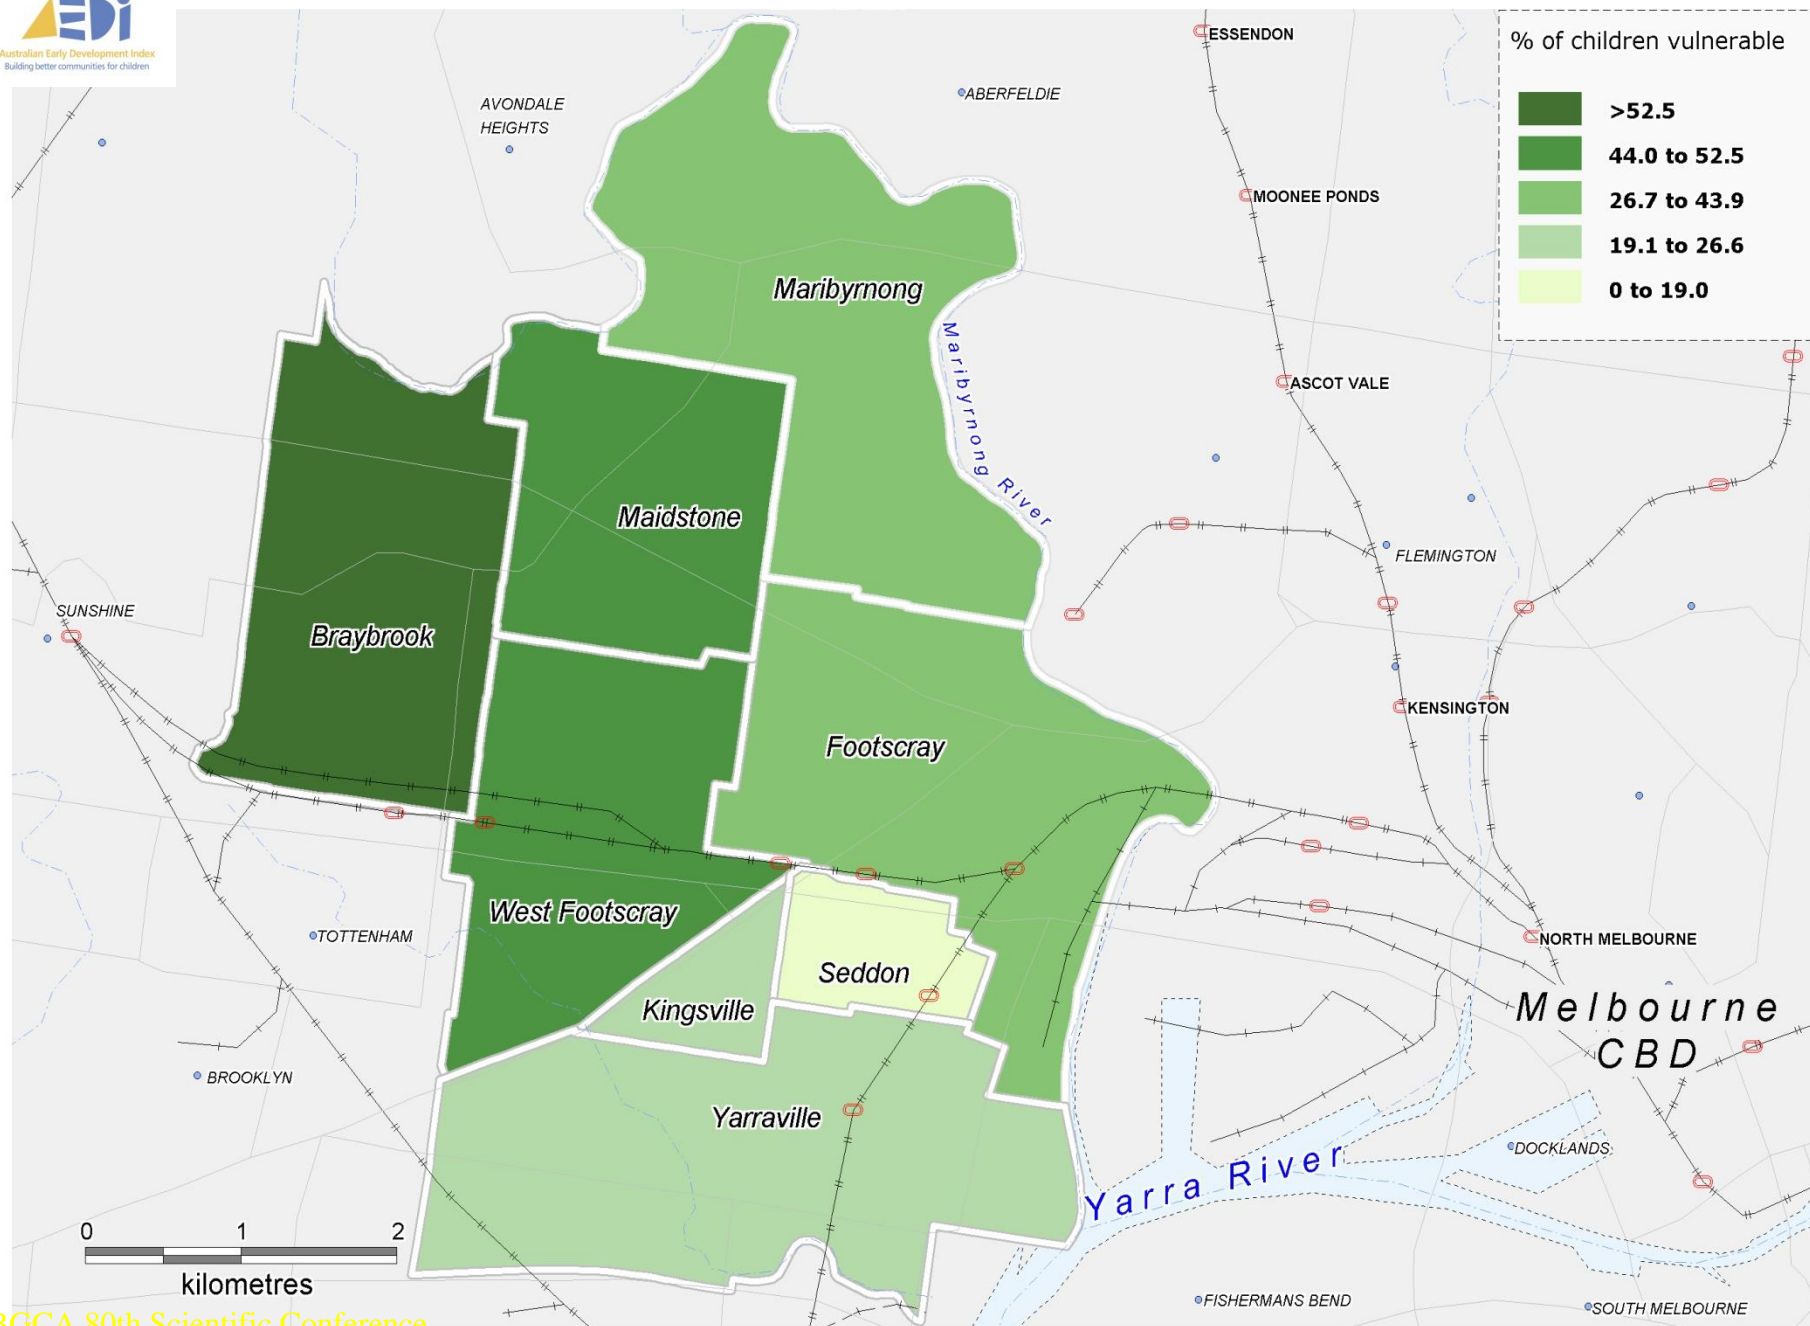 AEDi
Australian Early Development Index
Building better communities for children
% of children vulnerable
>52.5
44.0 to 52.5
26.7 to 43.9
19.1 to 26.6
0 to 19.0
ESSENDON
ABERFELDIE
AVONDALE
HEIGHTS
MOONEE PONDS
Maribyrnong
Maribyrnong River
ASCOT VALE
Maidstone
FLEMINGTON
SUNSHINE
Braybrook
KENSINGTON
Footscray
West Footscray
TOTTENHAM
NORTH MELBOURNE
Seddon
Kingsville
Melbourne
CBD
BROOKLYN
Yarraville
DOCKLANDS
Yarra River
0 1 2
kilometres
FISHERMANS BEND
SOUTH MELBOURNE
80th Scientific Conference